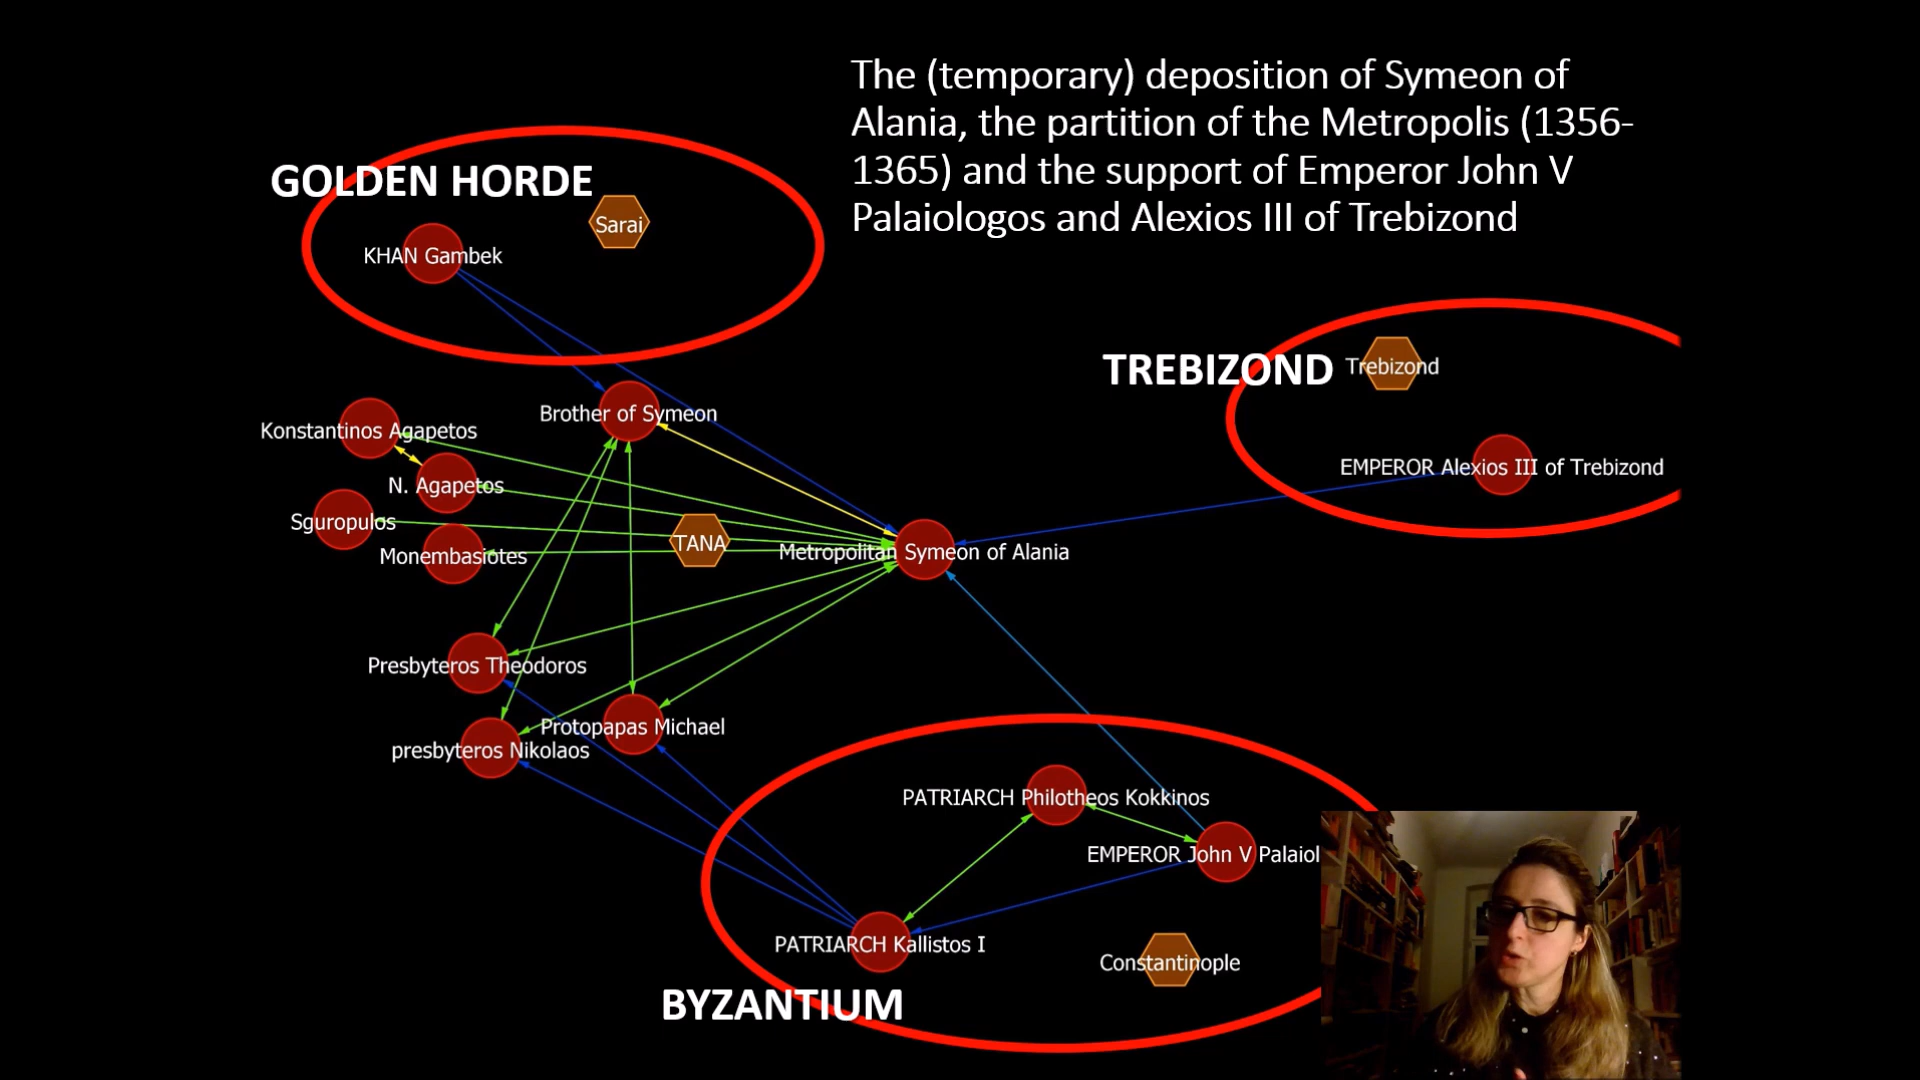 The (temporary) deposition of Symeon of
Alania, the partition of the Metropolis (1356-
1365) and the support of Emperor John V
Palaiologos and Alexios III of Trebizond
GOLDEN HORDE
Sarai
KHAN Gambek
TREBIZOND
Trebizond
Brother of Symeon
Konstantinos Agapetos
EMPEROR Alexios III of Trebizond
N. Agapetos
Sguropulos
TANA
Monembasiotes
Metropolitan Symeon of Alania
Presbyteros Theodoros
Protopapas Michael
presbyteros Nikolaos
PATRIARCH Philotheos Kokkinos
EMPEROR John V Palaiol
PATRIARCH Kallistos I
Constantinople
BYZANTIUM